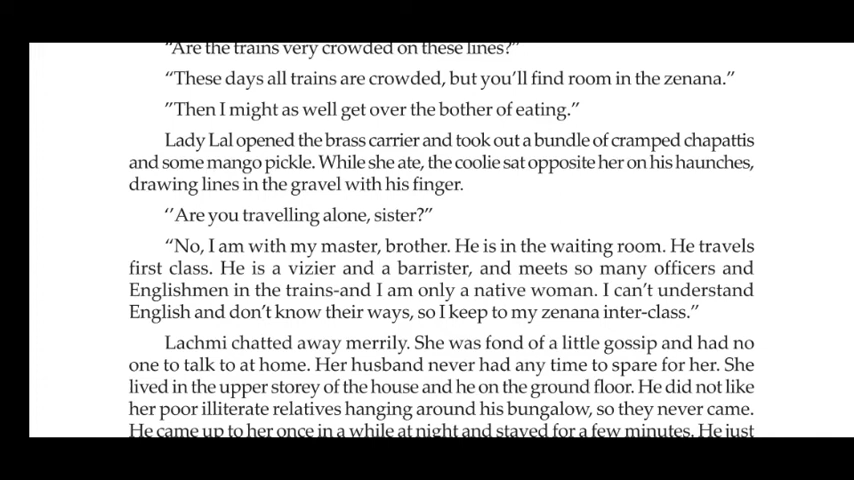 "Are the trains very crowded on these lines?"
“These days all trains are crowded, but you’ll find room in the zenana.”
”Then I might as well get over the bother of eating.”
Lady Lal opened the brass carrier and took out a bundle of cramped chapattis
and some mango pickle. While she ate, the coolie sat opposite her on his haunches,
drawing lines in the gravel with his finger.
‘’Are you travelling alone, sister?”
“No, I am with my master, brother. He is in the waiting room. He travels
first class. He is a vizier and a barrister, and meets so many officers and
Englishmen in the trains-and I am only a native woman. I can’t understand
English and don’t know their ways, so I keep to my zenana inter-class.”
Lachmi chatted away merrily. She was fond of a little gossip and had no
one to talk to at home. Her husband never had any time to spare for her. She
lived in the upper storey of the house and he on the ground floor. He did not like
her poor illiterate relatives hanging around his bungalow, so they never came.
He came up to her once in a while at night and stayed for a few minutes. He just